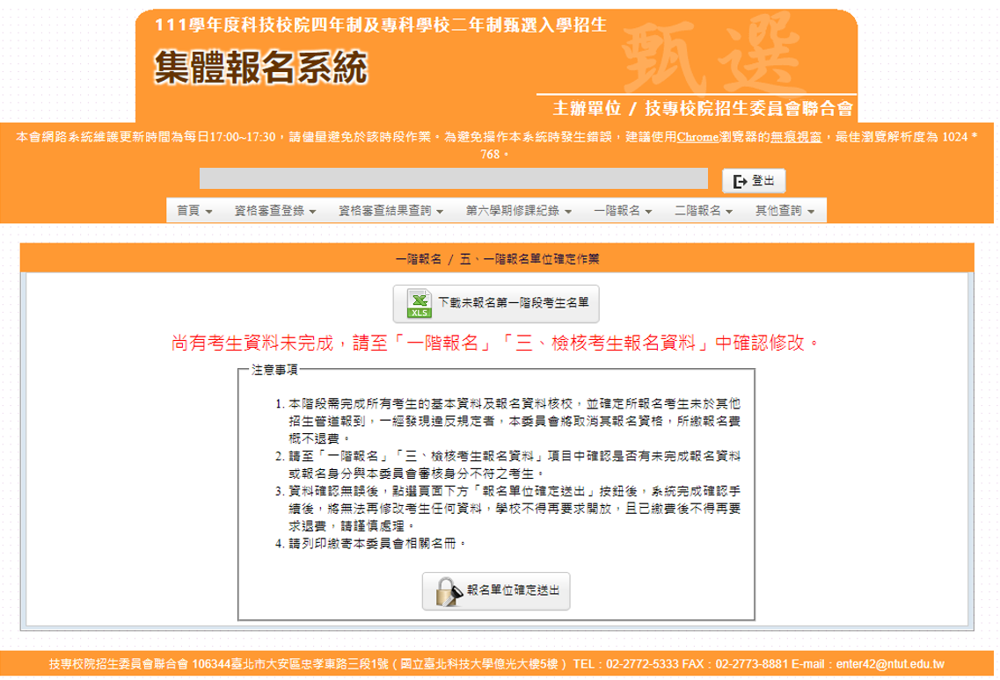 111學年度科技校院四年制及專科學校二年制甄選入學招生
甄選
集體報名系統
主辦單位 / 技專校院招生委員會聯合會
本會網路系統維護更新時間為每日17:00~17:30，請儘量避免於該時段作業。為避免操作本系統時發生錯誤，建議使用Chrome瀏覽器的無痕視窗，最佳瀏覽解析度為 1024 *
768。
登出
首頁 資格審查登錄 資格審查結果查詢 第六學期修課紀錄 一階報名 二階報名 其他查詢
一階報名 / 五、一階報名單位確定作業
XLS 下載未報名第一階段考生名單
尚有考生資料未完成，請至「一階報名」「三、檢核考生報名資料」中確認修改。
注意事項
1. 本階段需完成所有考生的基本資料及報名資料核校，並確定所報名考生未於其他
招生管道報到，一經發現違反規定者，本委員會將取消其報名資格，所繳報名費
概不退費。
2. 請至「一階報名」「三、檢核考生報名資料」項目中確認是否有未完成報名資料
或報名身分與本委員會審核身分不符之考生。
3. 資料確認無誤後，點選頁面下方「報名單位確定送出」按鈕後，系統完成確認手
續後，將無法再修改考生任何資料，學校不得再要求開放，且已繳費後不得再要
求退費，請謹慎處理。
4. 請列印繳寄本委員會相關名冊。
報名單位確定送出
技專校院招生委員會聯合會 106344臺北市大安區忠孝東路三段1號（國立臺北科技大學億光大樓5樓） TEL：02-2772-5333 FAX：02-2773-8881 E-mail：enter42@ntut.edu.tw